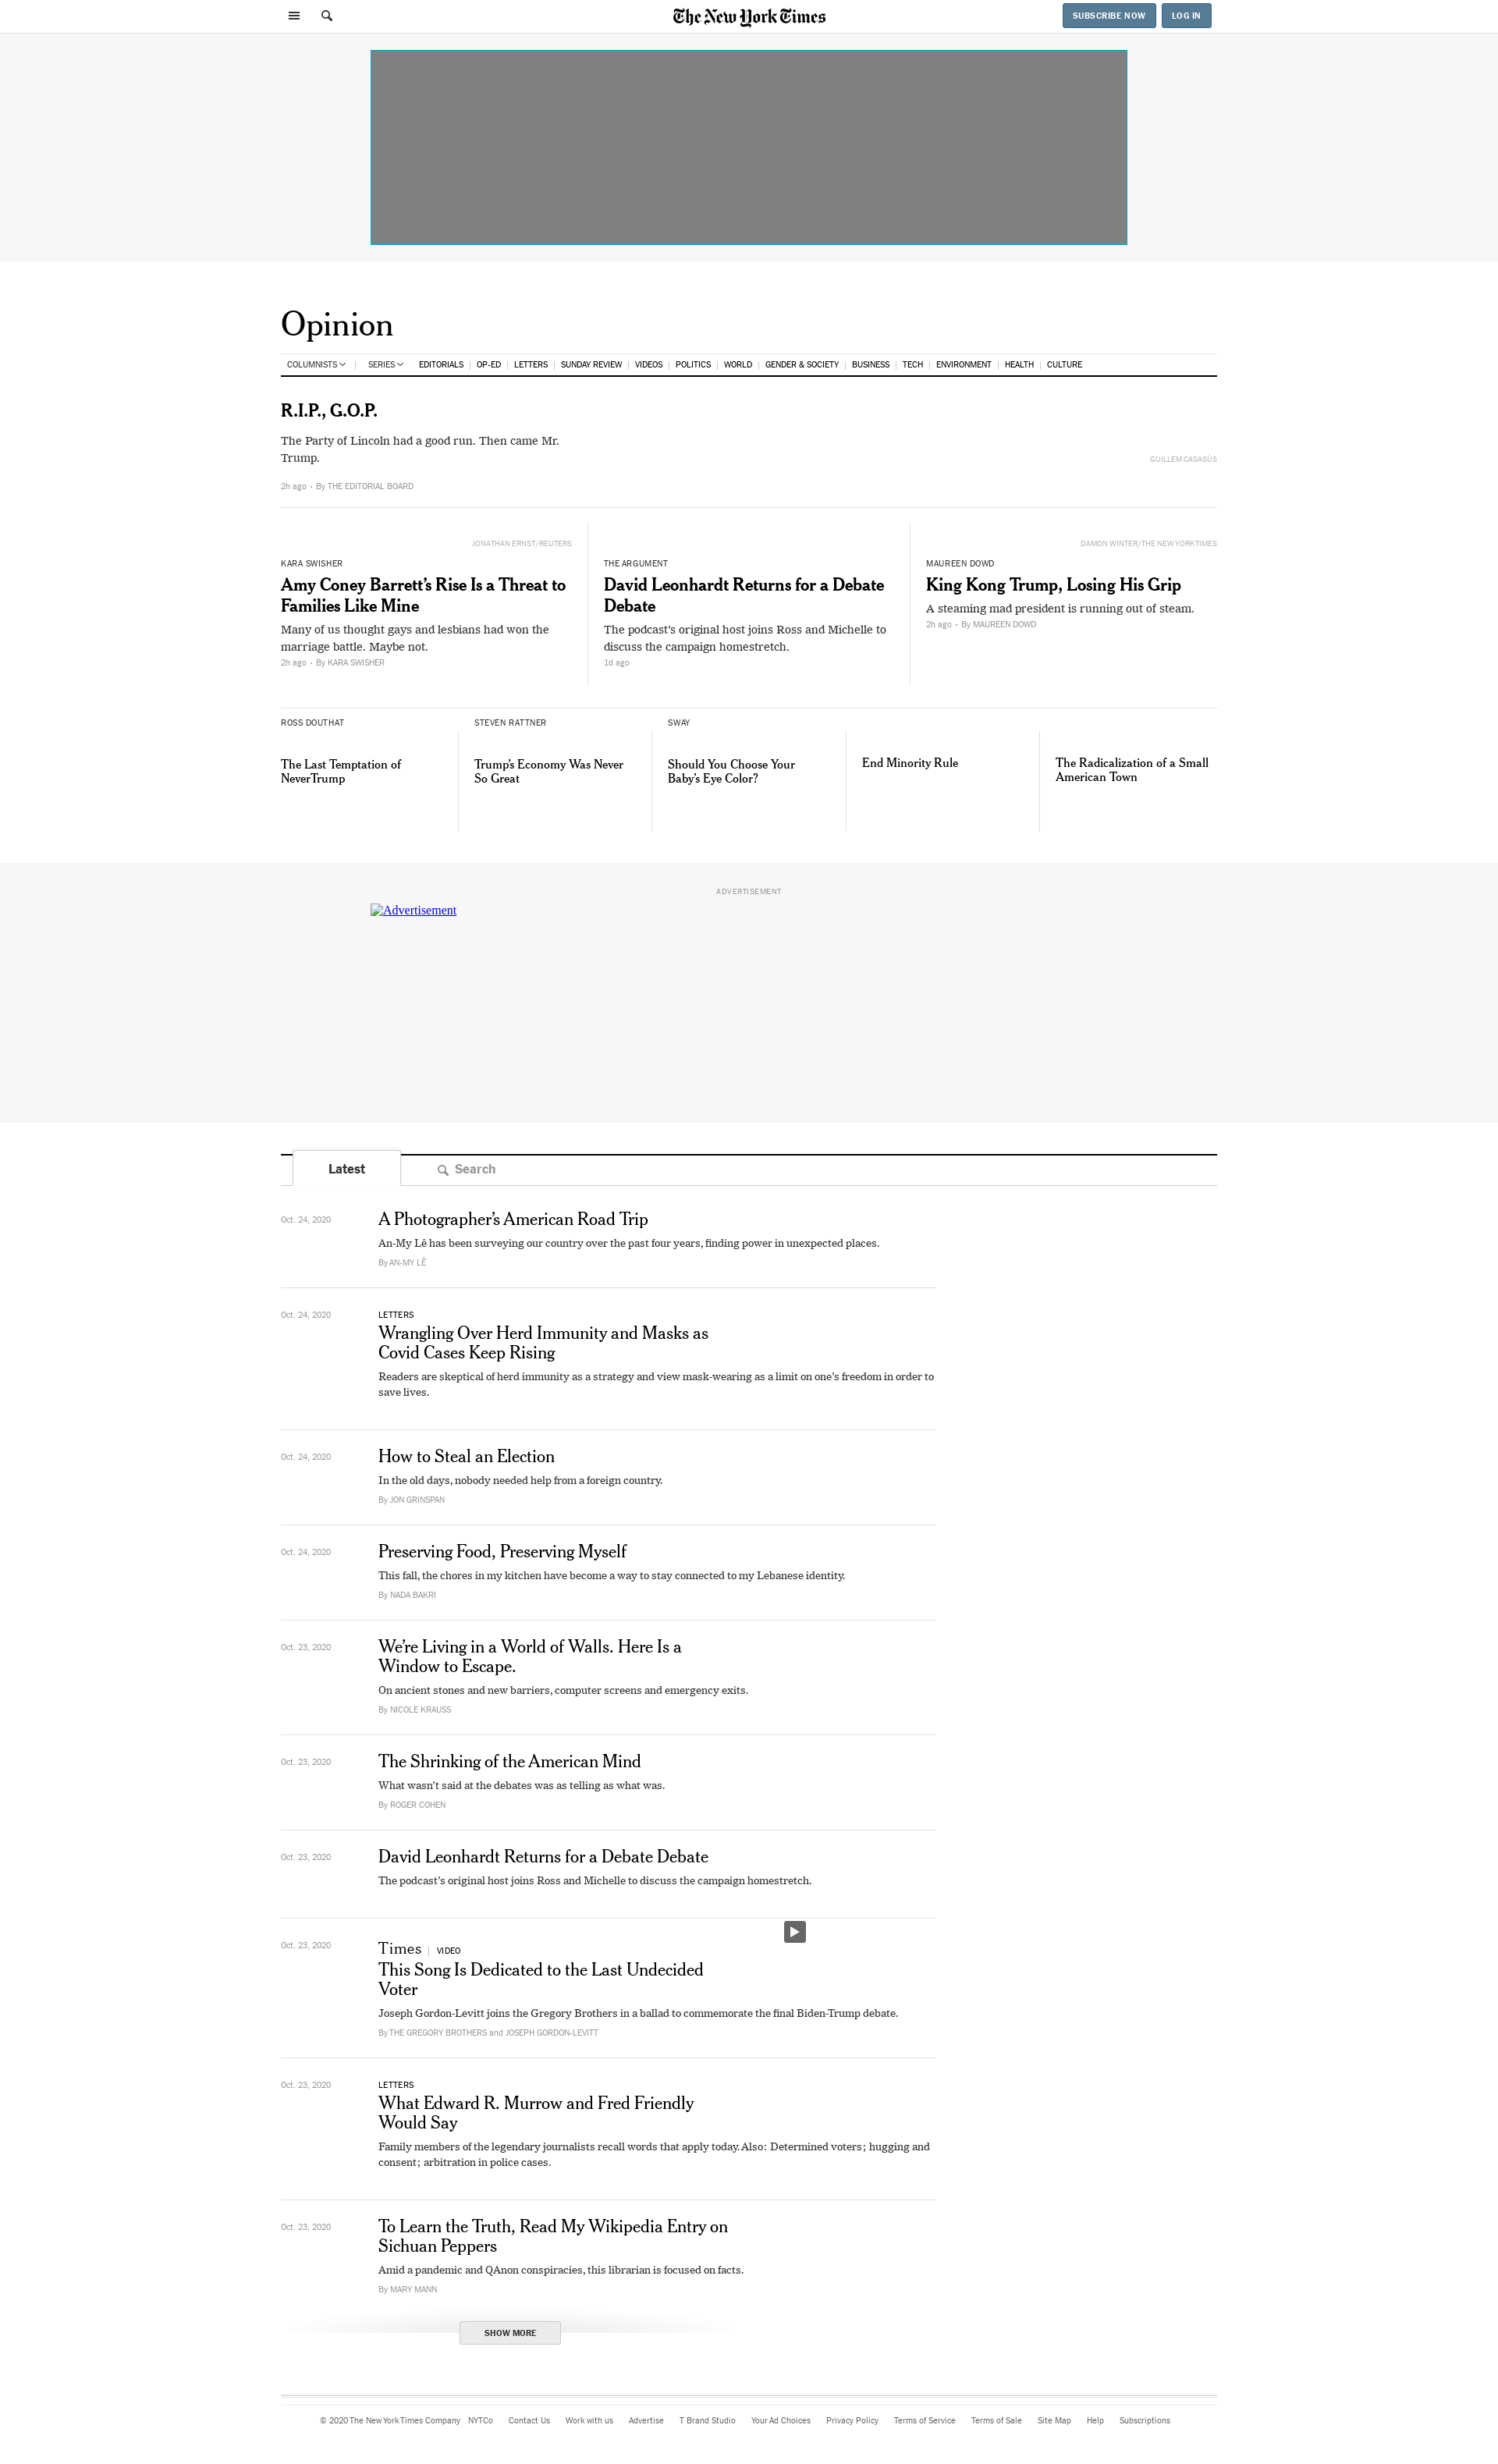 The New York Times
SUBSCRIBE NOW
LOG IN
Opinion
COLUMNISTS
SERIES
EDITORIALS
OP-ED
LETTERS
SUNDAY REVIEW
VIDEOS
POLITICS
WORLD
GENDER & SOCIETY
BUSINESS
TECH
ENVIRONMENT
HEALTH
CULTURE
R.I.P., G.O.P.
The Party of Lincoln had a good run. Then came Mr.
Trump.
GUILLEM CASASÚS
2h ago • By THE EDITORIAL BOARD
JONATHAN ERNST/REUTERS
KARA SWISHER
Amy Coney Barrett’s Rise Is a Threat to
Families Like Mine
Many of us thought gays and lesbians had won the
marriage battle. Maybe not.
2h ago • By KARA SWISHER
THE ARGUMENT
David Leonhardt Returns for a Debate
Debate
The podcast’s original host joins Ross and Michelle to
discuss the campaign homestretch.
1d ago
DAMON WINTER/THE NEW YORK TIMES
MAUREEN DOWD
King Kong Trump, Losing His Grip
A steaming mad president is running out of steam.
2h ago • By MAUREEN DOWD
ROSS DOUTHAT
The Last Temptation of
NeverTrump
STEVEN RATTNER
Trump’s Economy Was Never
So Great
SWAY
Should You Choose Your
Baby’s Eye Color?
End Minority Rule
The Radicalization of a Small
American Town
ADVERTISEMENT
Advertisement
Latest
Search
Oct. 24, 2020
A Photographer’s American Road Trip
An-My Lê has been surveying our country over the past four years, finding power in unexpected places.
By AN-MY LÊ
Oct. 24, 2020
LETTERS
Wrangling Over Herd Immunity and Masks as
Covid Cases Keep Rising
Readers are skeptical of herd immunity as a strategy and view mask-wearing as a limit on one’s freedom in order to
save lives.
Oct. 24, 2020
How to Steal an Election
In the old days, nobody needed help from a foreign country.
By JON GRINSPAN
Oct. 24, 2020
Preserving Food, Preserving Myself
This fall, the chores in my kitchen have become a way to stay connected to my Lebanese identity.
By NADA BAKRI
Oct. 23, 2020
We’re Living in a World of Walls. Here Is a
Window to Escape.
On ancient stones and new barriers, computer screens and emergency exits.
By NICOLE KRAUSS
Oct. 23, 2020
The Shrinking of the American Mind
What wasn’t said at the debates was as telling as what was.
By ROGER COHEN
Oct. 23, 2020
David Leonhardt Returns for a Debate Debate
The podcast’s original host joins Ross and Michelle to discuss the campaign homestretch.
Oct. 23, 2020
Times | VIDEO
This Song Is Dedicated to the Last Undecided
Voter
Joseph Gordon-Levitt joins the Gregory Brothers in a ballad to commemorate the final Biden-Trump debate.
By THE GREGORY BROTHERS and JOSEPH GORDON-LEVITT
Oct. 23, 2020
LETTERS
What Edward R. Murrow and Fred Friendly
Would Say
Family members of the legendary journalists recall words that apply today. Also: Determined voters; hugging and
consent; arbitration in police cases.
Oct. 23, 2020
To Learn the Truth, Read My Wikipedia Entry on
Sichuan Peppers
Amid a pandemic and QAnon conspiracies, this librarian is focused on facts.
By MARY MANN
SHOW MORE
© 2020 The New York Times Company
NYTCo
Contact Us
Work with us
Advertise
T Brand Studio
Your Ad Choices
Privacy Policy
Terms of Service
Terms of Sale
Site Map
Help
Subscriptions